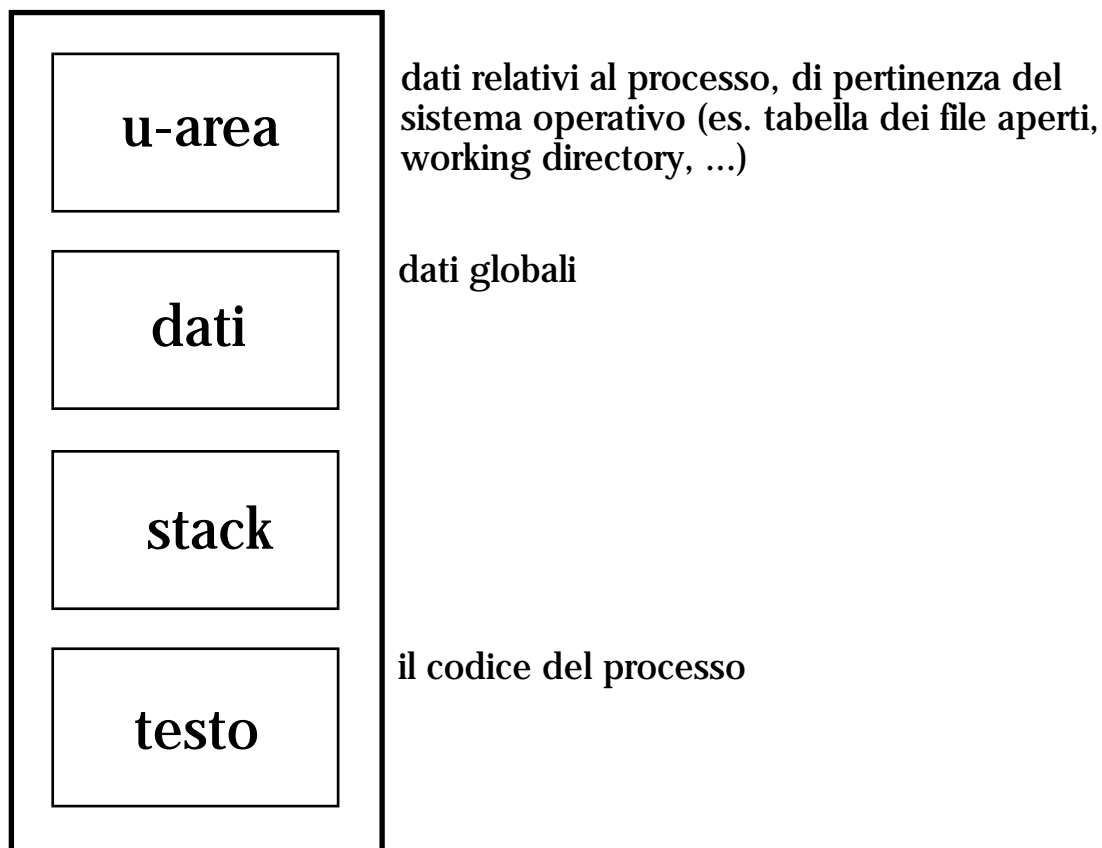 u-area
dati relativi al processo, di pertinenza del
sistema operativo (es. tabella dei file aperti,
working directory, ...)
dati
dati globali
stack
testo
il codice del processo